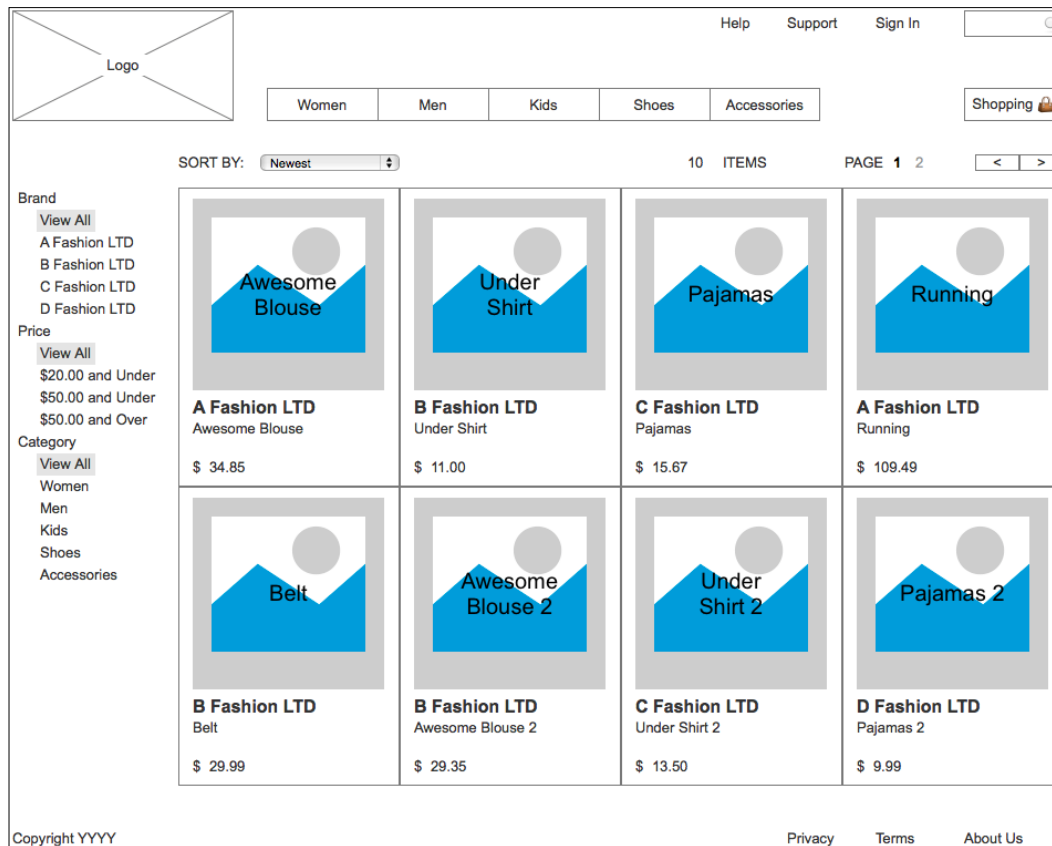 Help Support Sign In
Logo
Women Men Kids Shoes Accessories
Shopping
SORT BY: Newest 10 ITEMS PAGE 1 2 < >
Brand
View All
A Fashion LTD
B Fashion LTD
C Fashion LTD
D Fashion LTD
Price
View All
$20.00 and Under
$50.00 and Under
$50.00 and Over
Category
View All
Women
Men
Kids
Shoes
Accessories
Awesome
Blouse
A Fashion LTD
Awesome Blouse
$ 34.85
Under
Shirt
B Fashion LTD
Under Shirt
$ 11.00
Pajamas
C Fashion LTD
Pajamas
$ 15.67
Running
A Fashion LTD
Running
$ 109.49
Belt
B Fashion LTD
Belt
$ 29.99
Awesome
Blouse 2
B Fashion LTD
Awesome Blouse 2
$ 29.35
Under
Shirt 2
C Fashion LTD
Under Shirt 2
$ 13.50
Pajamas 2
D Fashion LTD
Pajamas 2
$ 9.99
Copyright YYYY Privacy Terms About Us